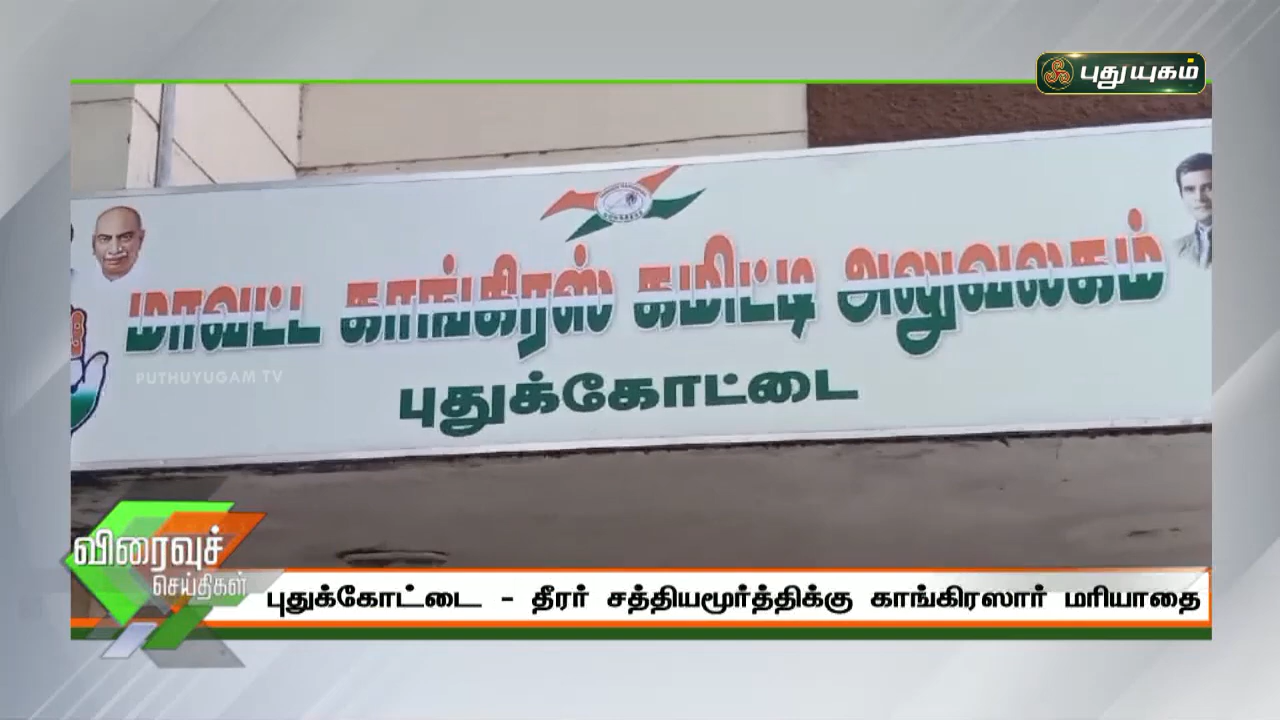 புதுயுகம்
மாவட்ட காங்கிரஸ் கமிட்டி அலுவலகம்
PUTHUYUGAM TV
புதுக்கோட்டை
விரைவுச்
செய்திகள்
புதுக்கோட்டை - தீரர் சத்தியமூர்த்திக்கு காங்கிரஸார் மரியாதை